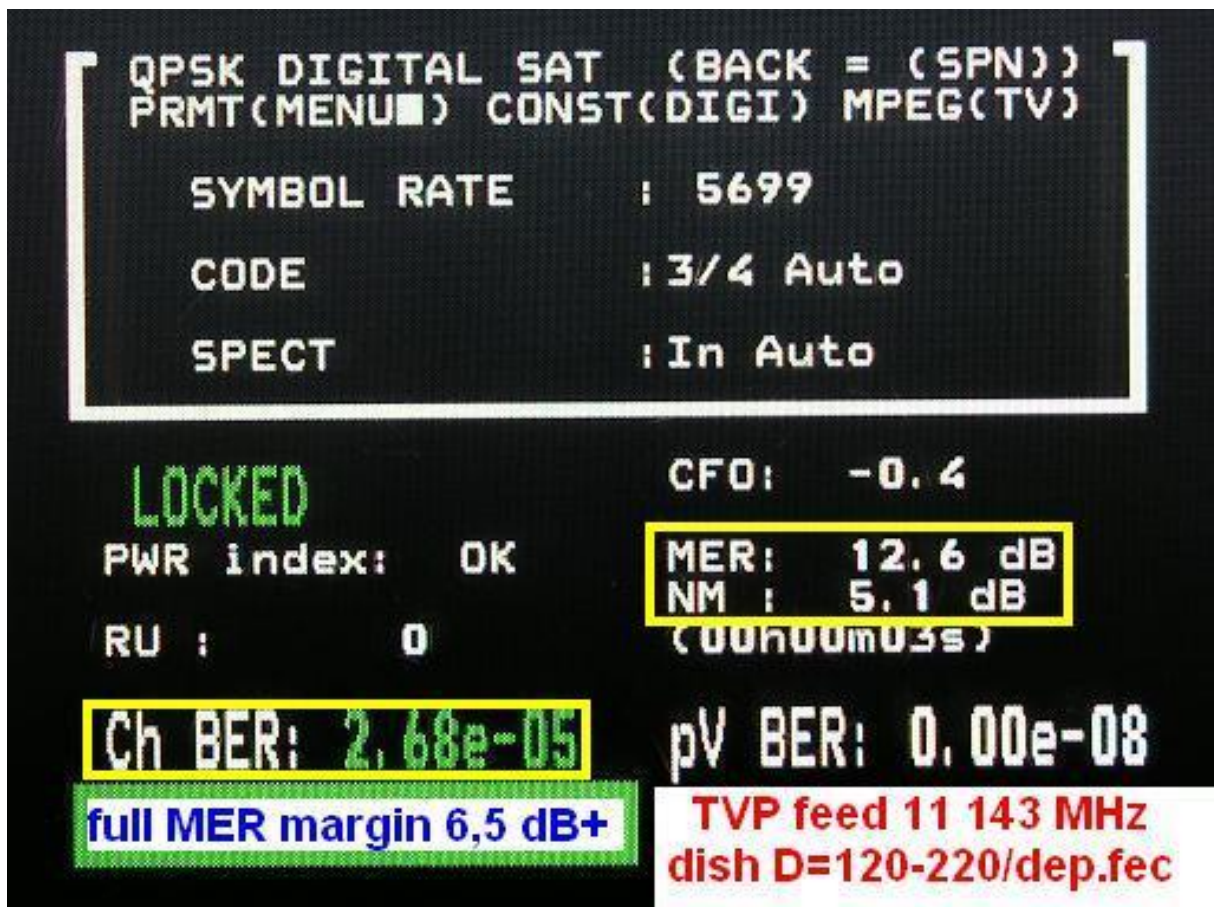 QPSK DIGITAL SAT (BACK = (SPN))
PRMT(MENU■) CONST(DIGI) MPEG(TV)
SYMBOL RATE : 5699
CODE :3/4 Auto
SPECT :In Auto
LOCKED
CFO: -0.4
PWR index: OK
MER: 12.6 dB
NM : 5.1 dB
RU : 0
(00h00m03s)
Ch BER: 2.68e-05
pV BER: 0.00e-08
full MER margin 6,5 dB+
TVP feed 11 143 MHz
dish D=120-220/dep.fec